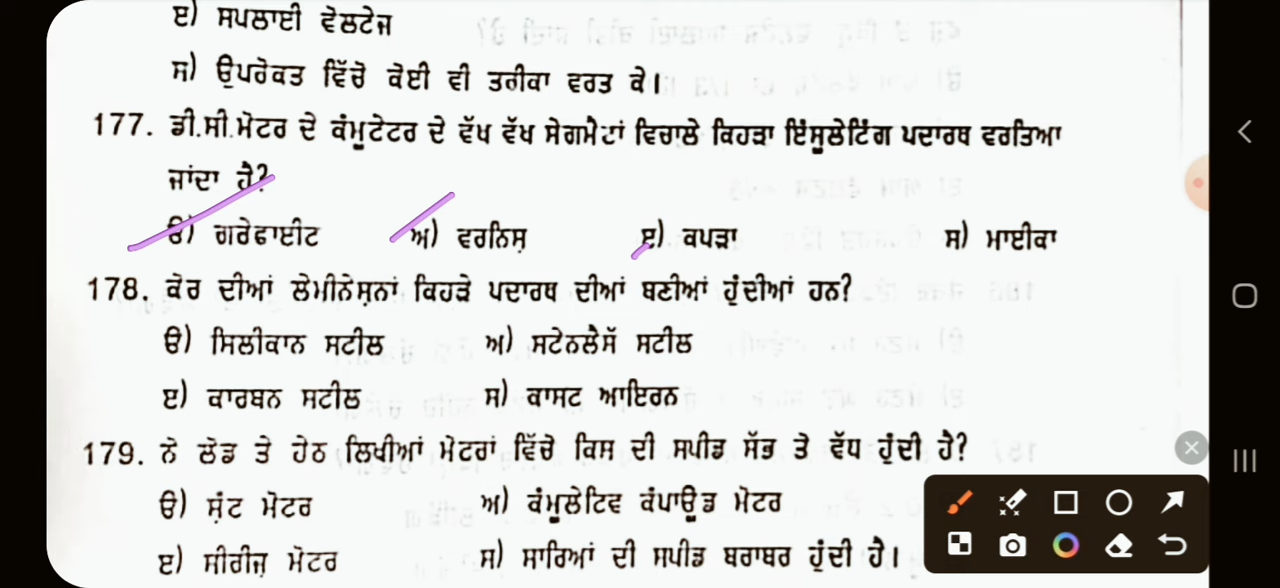 ੲ) ਸਪਲਾਈ ਵੋਲਟੇਜ
ਸ) ਉਪਰੋਕਤ ਵਿੱਚੋ ਕੋਈ ਵੀ ਤਰੀਕਾ ਵਰਤ ਕੇ।
177. ਡੀ.ਸੀ.ਮੋਟਰ ਦੇ ਕੰਮੂਟੇਟਰ ਦੇ ਵੱਖ ਵੱਖ ਸੇਗਮੈਟਾਂ ਵਿਚਾਲੇ ਕਿਹੜਾ ਇੰਸੂਲੇਟਿੰਗ ਪਦਾਰਥ ਵਰਤਿਆ
ਜਾਂਦਾ ਹੈ?
ੳ) ਗਰੇਫਾਈਟ ਅ) ਵਰਨਿਸ਼ ੲ) ਕਪੜਾ ਸ) ਮਾਈਕਾ
178. ਕੋਰ ਦੀਆਂ ਲੇਮੀਨੇਸ਼ਨਾਂ ਕਿਹੜੇ ਪਦਾਰਥ ਦੀਆਂ ਬਣੀਆਂ ਹੁੰਦੀਆਂ ਹਨ?
ੳ) ਸਿਲੀਕਾਨ ਸਟੀਲ ਅ) ਸਟੇਨਲੈਸੱ ਸਟੀਲ
ੲ) ਕਾਰਬਨ ਸਟੀਲ ਸ) ਕਾਸਟ ਆਇਰਨ
179. ਨੋ ਲੋਡ ਤੇ ਹੇਠ ਲਿਖੀਆਂ ਮੋਟਰਾਂ ਵਿੱਚੋ ਕਿਸ ਦੀ ਸਪੀਡ ਸੱਭ ਤੇ ਵੱਧ ਹੁੰਦੀ ਹੈ?
ੳ) ਸ਼ੰਟ ਮੋਟਰ ਅ) ਕੰਮੂਲੇਟਿਵ ਕੰਪਾਊਂਡ ਮੋਟਰ
ੲ) ਸੀਰੀਜ਼ ਮੋਟਰ ਸ) ਸਾਰਿਆਂ ਦੀ ਸਪੀਡ ਬਰਾਬਰ ਹੁੰਦੀ ਹੈ।